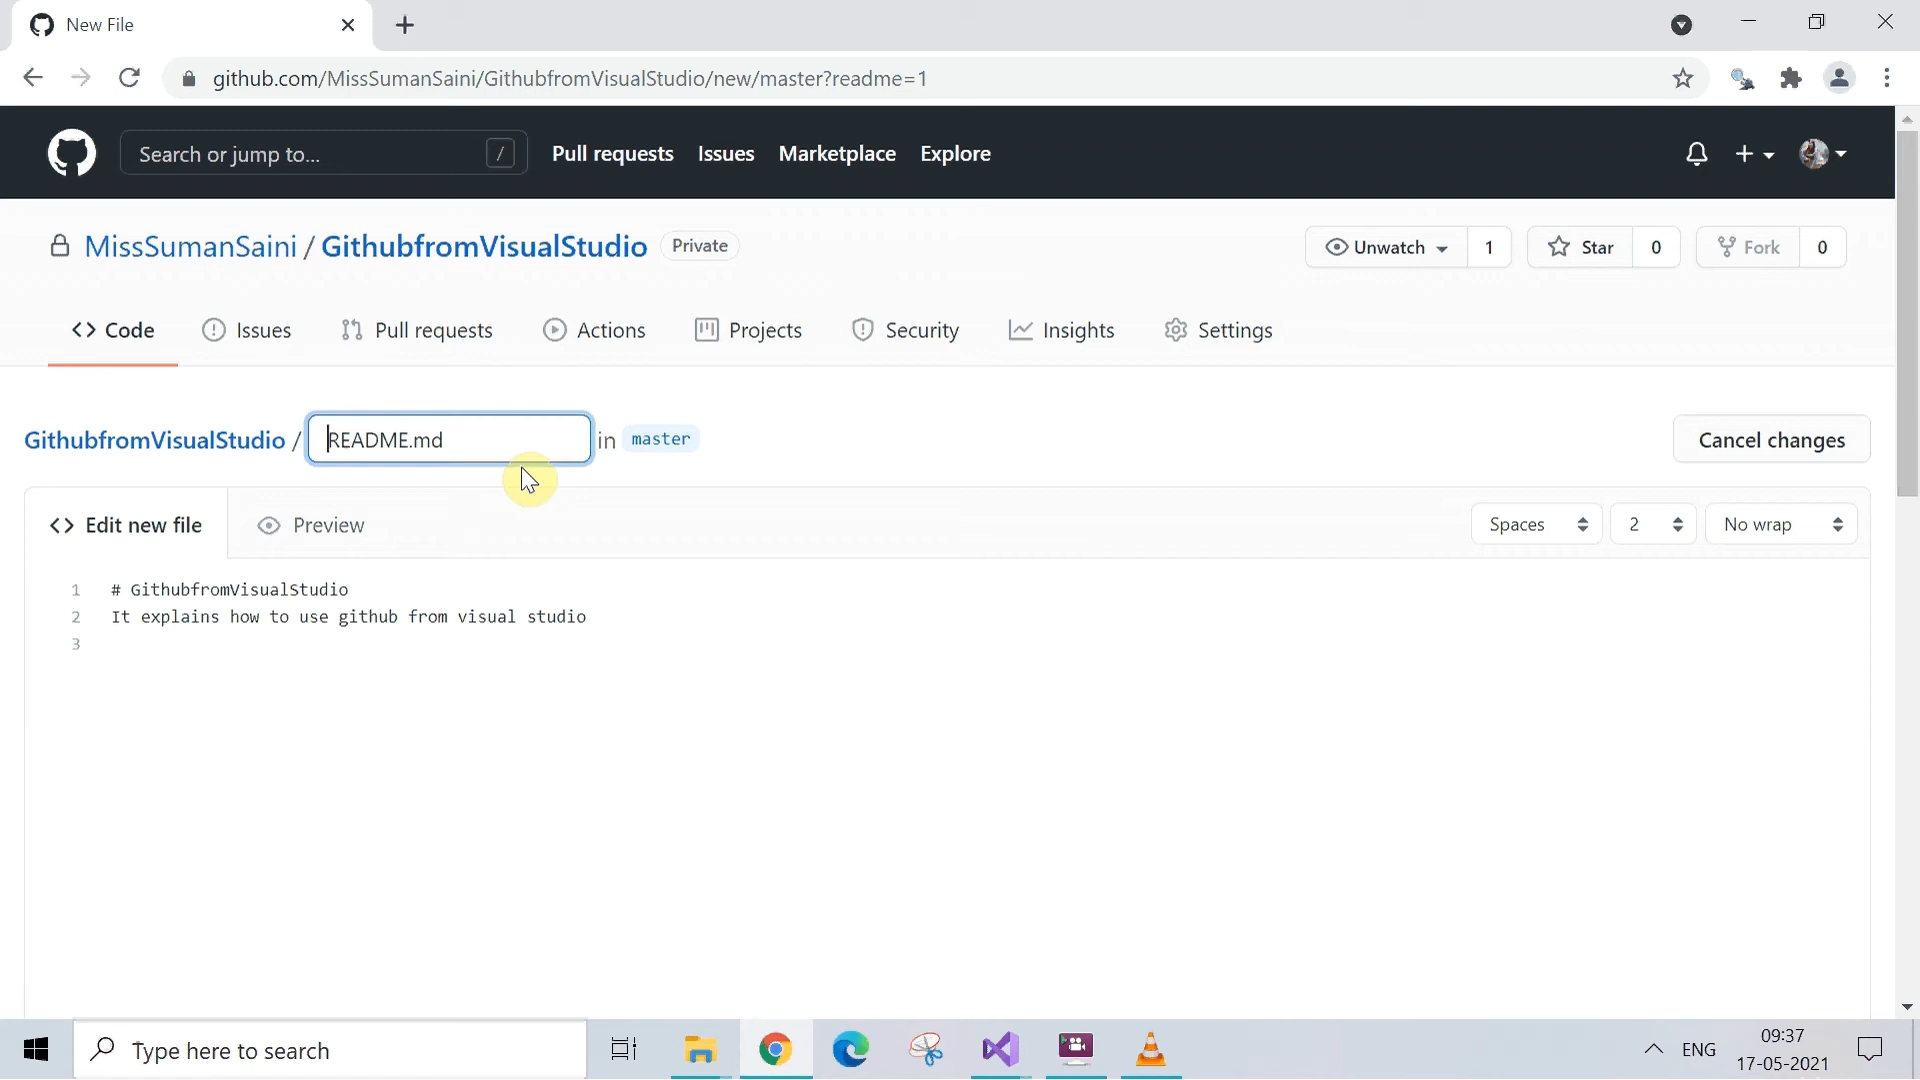 New File
github.com/MissSumanSaini/GithubfromVisualStudio/new/master?readme=1
Search or jump to... / Pull requests Issues Marketplace Explore
MissSumanSaini / GithubfromVisualStudio Private Unwatch 1 Star 0 Fork 0
Code Issues Pull requests Actions Projects Security Insights Settings
GithubfromVisualStudio / README.md in master Cancel changes
Edit new file Preview Spaces 2 No wrap
1 # GithubfromVisualStudio
2 It explains how to use github from visual studio
3
Type here to search ENG 09:37
17-05-2021